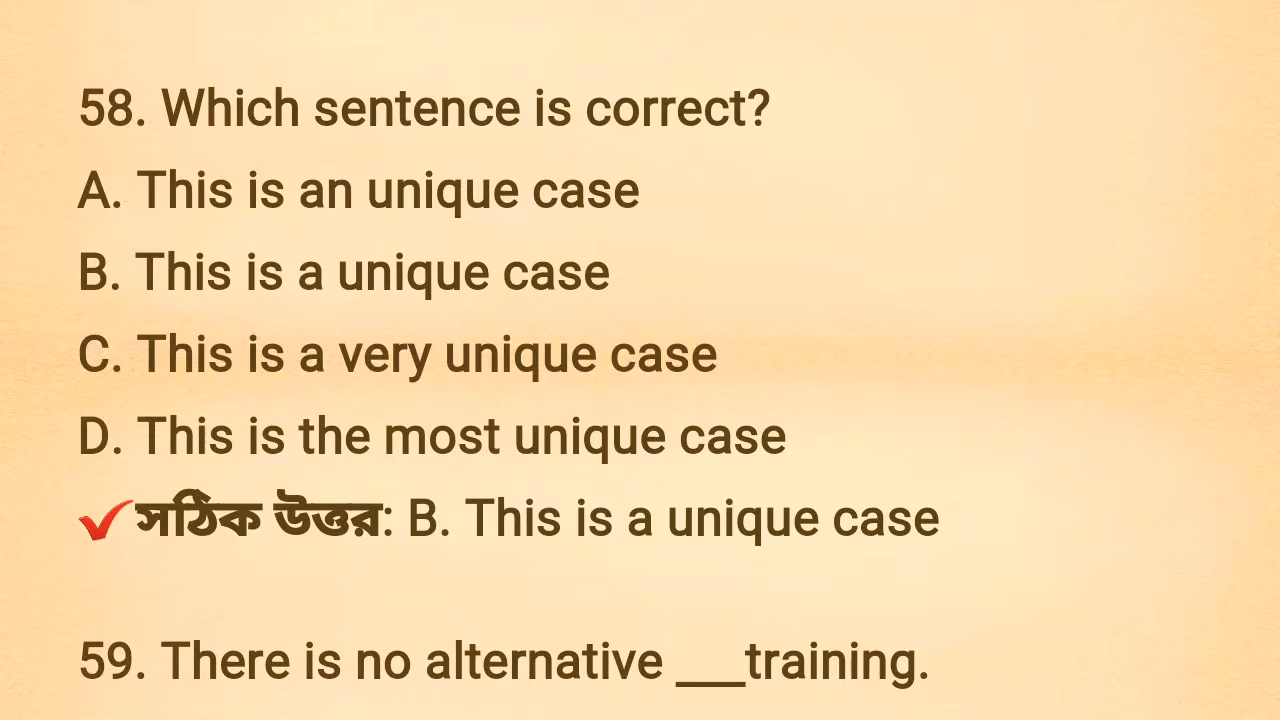 58. Which sentence is correct?
A. This is an unique case
B. This is a unique case
C. This is a very unique case
D. This is the most unique case
✔সঠিক উত্তর: B. This is a unique case
59. There is no alternative ___training.